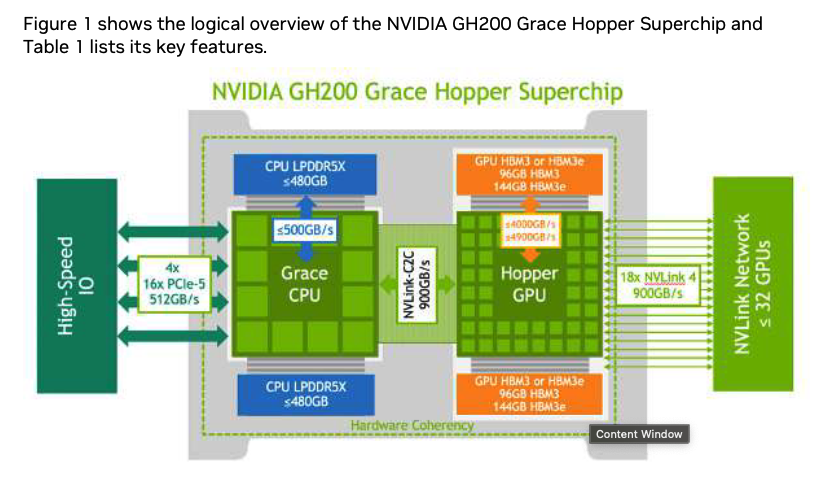 Figure 1 shows the logical overview of the NVIDIA GH200 Grace Hopper Superchip and
Table 1 lists its key features.
NVIDIA GH200 Grace Hopper Superchip
High-Speed
IO
4x
16x PCIe-5
512GB/s
CPU LPDDR5X
≤480GB
≤500GB/s
Grace
CPU
CPU LPDDR5X
≤480GB
NVLink-C2C
900GB/s
GPU HBM3 or HBM3e
96GB HBM3
144GB HBM3e
≤4000GB/s
≤4900GB/s
Hopper
GPU
GPU HBM3 or HBM3e
96GB HBM3
144GB HBM3e
18x NVLink 4
900GB/s
NVLink Network
≤ 32 GPUs
Hardware Coherency
Content Window